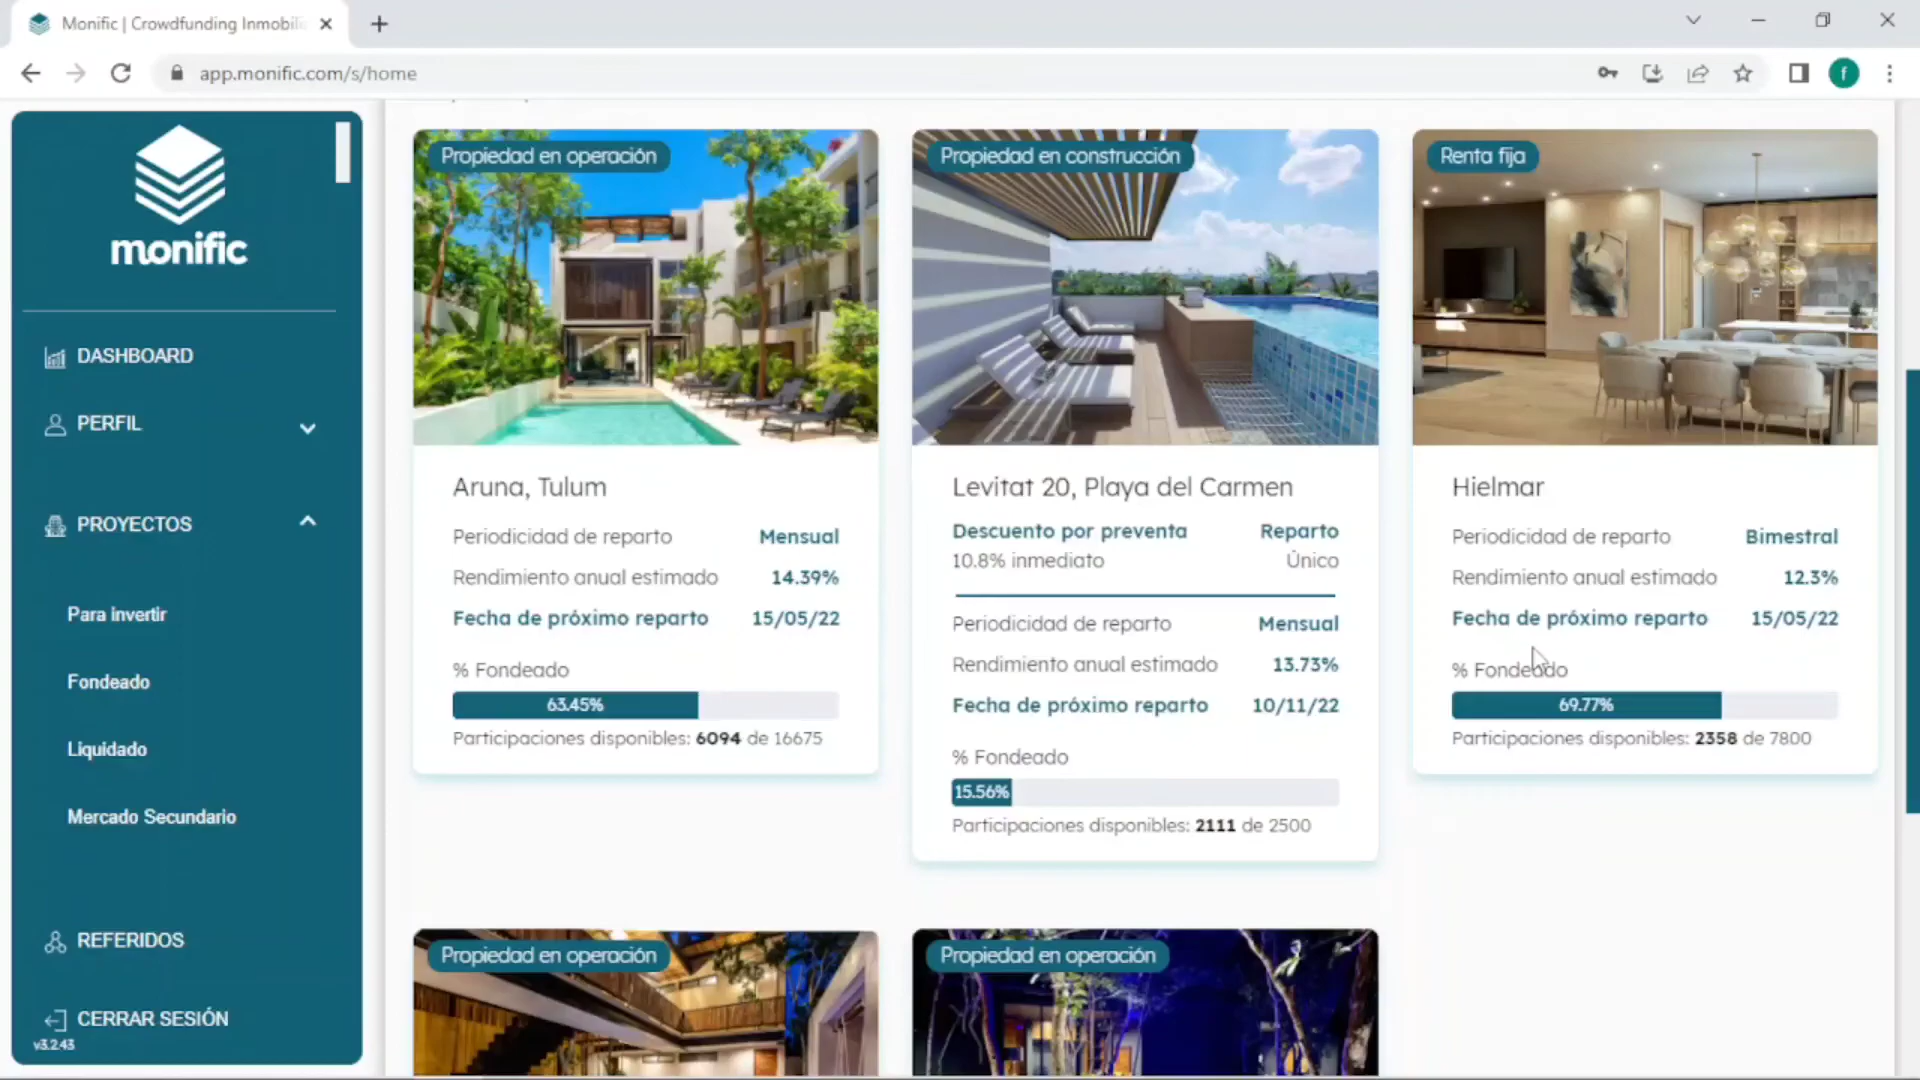 Monific | Crowdfunding Inmobili
app.monific.com/s/home
f
monific
DASHBOARD
PERFIL
PROYECTOS
Para invertir
Fondeado
Liquidado
Mercado Secundario
REFERIDOS
CERRAR SESIÓN
v3.2.43
Propiedad en operación
Aruna, Tulum
Periodicidad de reparto Mensual
Rendimiento anual estimado 14.39%
Fecha de próximo reparto 15/05/22
% Fondeado
63.45%
Participaciones disponibles: 6094 de 16675
Propiedad en construcción
Levitat 20, Playa del Carmen
Descuento por preventa Reparto
10.8% inmediato Único
Periodicidad de reparto Mensual
Rendimiento anual estimado 13.73%
Fecha de próximo reparto 10/11/22
% Fondeado
15.56%
Participaciones disponibles: 2111 de 2500
Renta fija
Hielmar
Periodicidad de reparto Bimestral
Rendimiento anual estimado 12.3%
Fecha de próximo reparto 15/05/22
% Fondeado
69.77%
Participaciones disponibles: 2358 de 7800
Propiedad en operación
Propiedad en operación